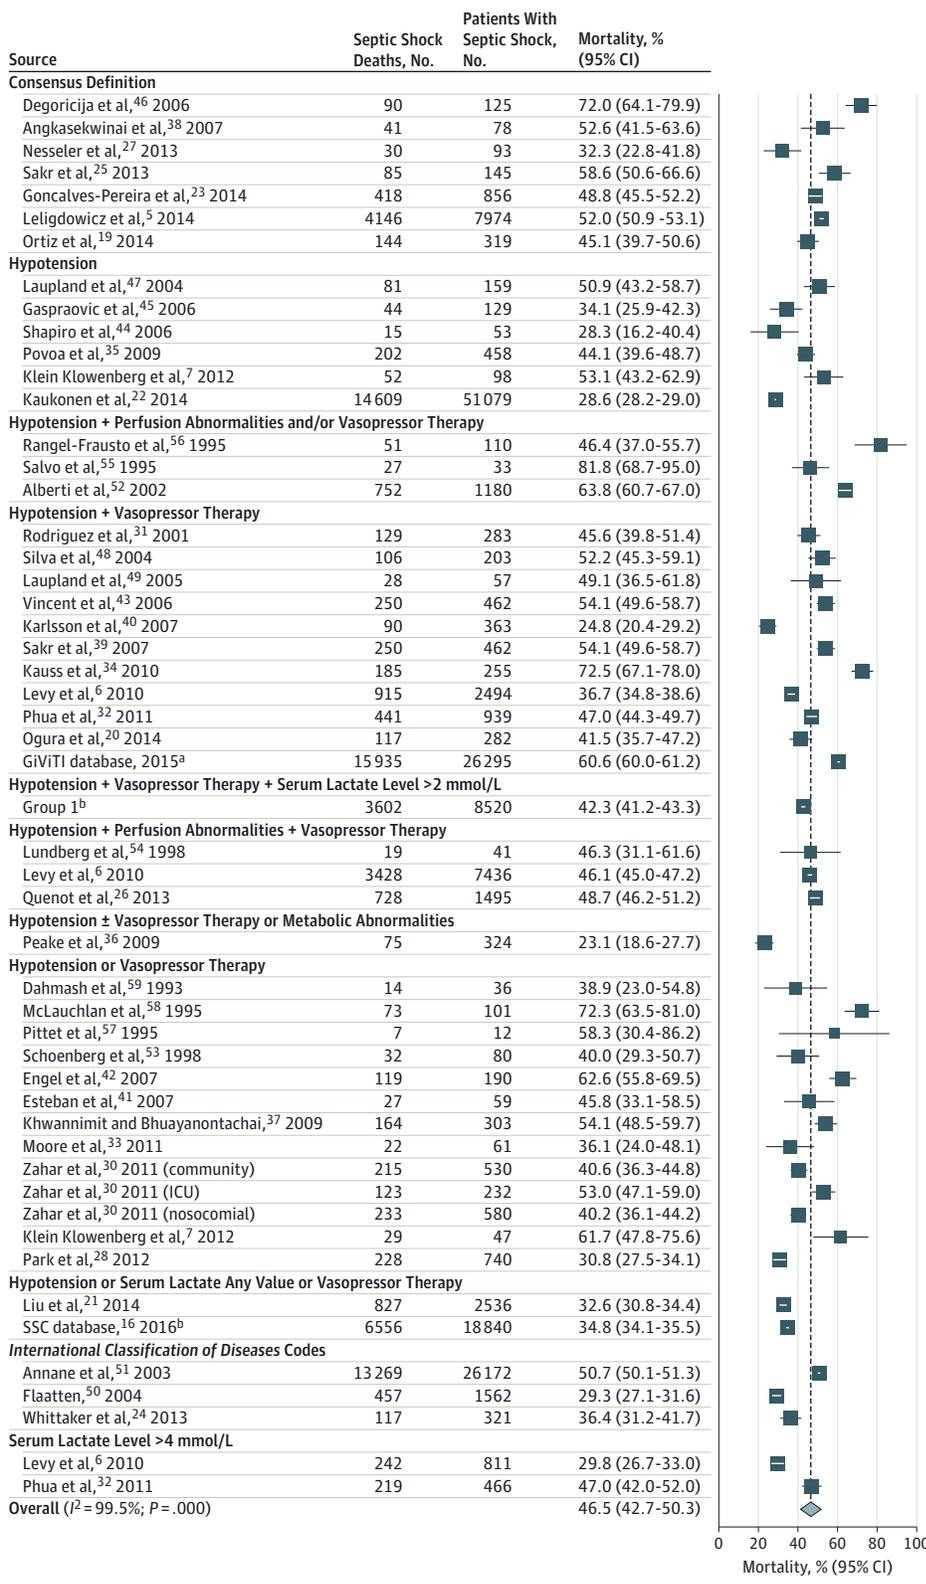 Source Septic Shock Deaths, No. Patients With Septic Shock, No. Mortality, % (95% CI)
Consensus Definition
Degoricija et al,46 2006 90 125 72.0 (64.1-79.9)
Angkasekwinai et al,38 2007 41 78 52.6 (41.5-63.6)
Nesseler et al,27 2013 30 93 32.3 (22.8-41.8)
Sakr et al,25 2013 85 145 58.6 (50.6-66.6)
Goncalves-Pereira et al,23 2014 418 856 48.8 (45.5-52.2)
Leligdowicz et al,5 2014 4146 7974 52.0 (50.9 -53.1)
Ortiz et al,19 2014 144 319 45.1 (39.7-50.6)
Hypotension
Laupland et al,47 2004 81 159 50.9 (43.2-58.7)
Gaspraovic et al,45 2006 44 129 34.1 (25.9-42.3)
Shapiro et al,44 2006 15 53 28.3 (16.2-40.4)
Povoa et al,35 2009 202 458 44.1 (39.6-48.7)
Klein Klowenberg et al,7 2012 52 98 53.1 (43.2-62.9)
Kaukonen et al,22 2014 14 609 51 079 28.6 (28.2-29.0)
Hypotension + Perfusion Abnormalities and/or Vasopressor Therapy
Rangel-Frausto et al,56 1995 51 110 46.4 (37.0-55.7)
Salvo et al,55 1995 27 33 81.8 (68.7-95.0)
Alberti et al,52 2002 752 1180 63.8 (60.7-67.0)
Hypotension + Vasopressor Therapy
Rodriguez et al,31 2001 129 283 45.6 (39.8-51.4)
Silva et al,48 2004 106 203 52.2 (45.3-59.1)
Laupland et al,49 2005 28 57 49.1 (36.5-61.8)
Vincent et al,43 2006 250 462 54.1 (49.6-58.7)
Karlsson et al,40 2007 90 363 24.8 (20.4-29.2)
Sakr et al,39 2007 250 462 54.1 (49.6-58.7)
Kauss et al,34 2010 185 255 72.5 (67.1-78.0)
Levy et al,6 2010 915 2494 36.7 (34.8-38.6)
Phua et al,32 2011 441 939 47.0 (44.3-49.7)
Ogura et al,20 2014 117 282 41.5 (35.7-47.2)
GiViTI database, 2015a 15 935 26 295 60.6 (60.0-61.2)
Hypotension + Vasopressor Therapy + Serum Lactate Level >2 mmol/L
Group 1b 3602 8520 42.3 (41.2-43.3)
Hypotension + Perfusion Abnormalities + Vasopressor Therapy
Lundberg et al,54 1998 19 41 46.3 (31.1-61.6)
Levy et al,6 2010 3428 7436 46.1 (45.0-47.2)
Quenot et al,26 2013 728 1495 48.7 (46.2-51.2)
Hypotension ± Vasopressor Therapy or Metabolic Abnormalities
Peake et al,36 2009 75 324 23.1 (18.6-27.7)
Hypotension or Vasopressor Therapy
Dahmash et al,59 1993 14 36 38.9 (23.0-54.8)
McLauchlan et al,58 1995 73 101 72.3 (63.5-81.0)
Pittet et al,57 1995 7 12 58.3 (30.4-86.2)
Schoenberg et al,53 1998 32 80 40.0 (29.3-50.7)
Engel et al,42 2007 119 190 62.6 (55.8-69.5)
Esteban et al,41 2007 27 59 45.8 (33.1-58.5)
Khwannimit and Bhuayanontachai,37 2009 164 303 54.1 (48.5-59.7)
Moore et al,33 2011 22 61 36.1 (24.0-48.1)
Zahar et al,30 2011 (community) 215 530 40.6 (36.3-44.8)
Zahar et al,30 2011 (ICU) 123 232 53.0 (47.1-59.0)
Zahar et al,30 2011 (nosocomial) 233 580 40.2 (36.1-44.2)
Klein Klowenberg et al,7 2012 29 47 61.7 (47.8-75.6)
Park et al,28 2012 228 740 30.8 (27.5-34.1)
Hypotension or Serum Lactate Any Value or Vasopressor Therapy
Liu et al,21 2014 827 2536 32.6 (30.8-34.4)
SSC database,16 2016b 6556 18 840 34.8 (34.1-35.5)
International Classification of Diseases Codes
Annane et al,51 2003 13 269 26 172 50.7 (50.1-51.3)
Flaatten,50 2004 457 1562 29.3 (27.1-31.6)
Whittaker et al,24 2013 117 321 36.4 (31.2-41.7)
Serum Lactate Level >4 mmol/L
Levy et al,6 2010 242 811 29.8 (26.7-33.0)
Phua et al,32 2011 219 466 47.0 (42.0-52.0)
Overall (I2 = 99.5%; P = .000) 46.5 (42.7-50.3)
0 20 40 60 80 100
Mortality, % (95% CI)